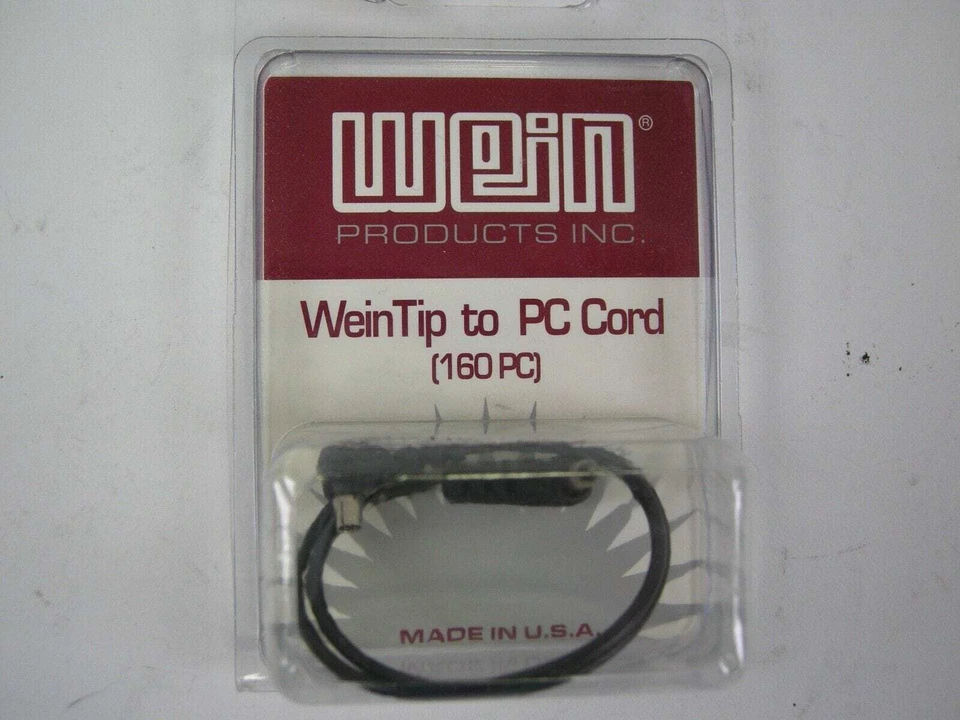 Wein®
PRODUCTS INC.
WeinTip to PC Cord
(160 PC)
MADE IN U.S.A.